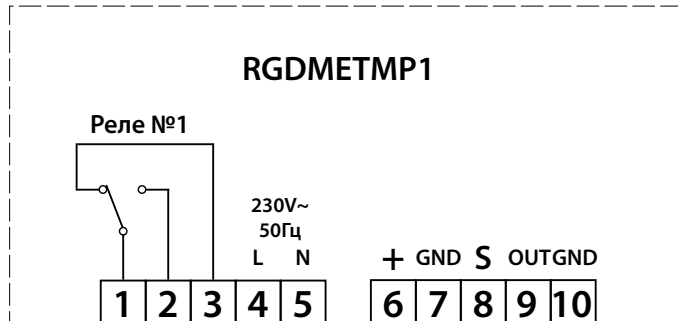 RGDMETMP1
Реле №1
230V~
50Гц
L N
+ GND S OUTGND
1 2 3 4 5 6 7 8 9 10